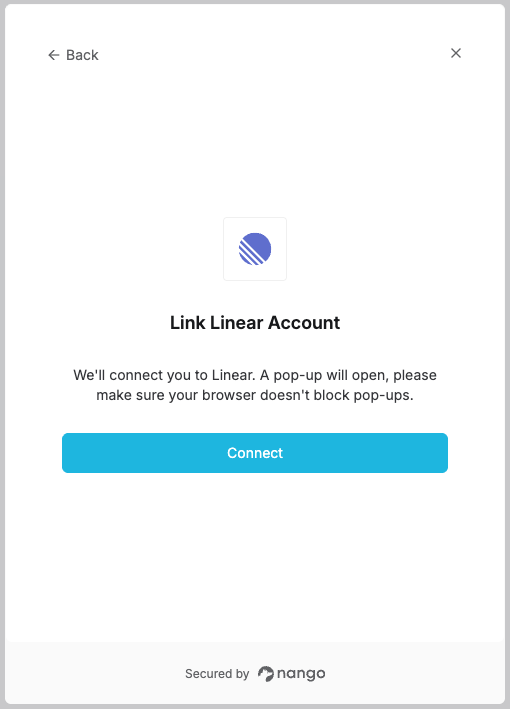 Back
Link Linear Account
We'll connect you to Linear. A pop-up will open, please
make sure your browser doesn't block pop-ups.
Connect
Secured by nango